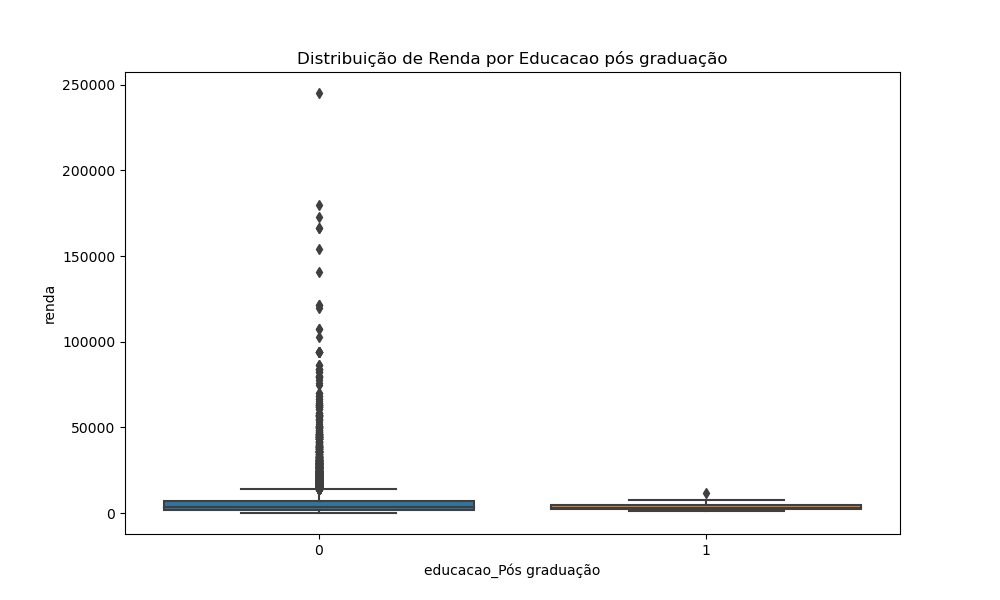 Distribuição de Renda por Educacao pós graduação
250000
200000
150000
100000
50000
0
renda
0
1
educacao_Pós graduação